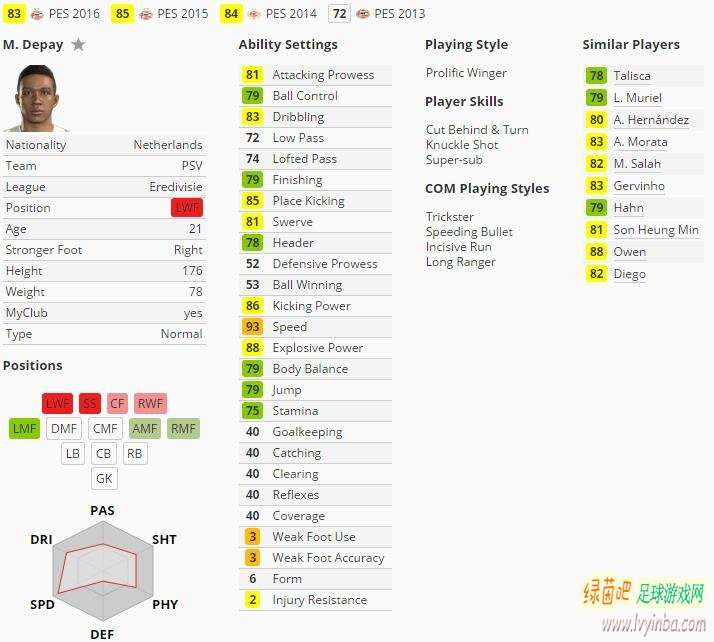 83 PES 2016 85 PES 2015 84 PES 2014 72 PES 2013
M. Depay
Nationality Netherlands
Team PSV
League Eredivisie
Position LWF
Age 21
Stronger Foot Right
Height 176
Weight 78
MyClub yes
Type Normal
Positions
LWF SS CF RWF
LMF DMF CMF AMF RMF
LB CB RB
GK
PAS
DRI SHT
SPD PHY
DEF
Ability Settings
81 Attacking Prowess
79 Ball Control
83 Dribbling
72 Low Pass
74 Lofted Pass
79 Finishing
85 Place Kicking
81 Swerve
78 Header
52 Defensive Prowess
53 Ball Winning
86 Kicking Power
93 Speed
88 Explosive Power
79 Body Balance
79 Jump
75 Stamina
40 Goalkeeping
40 Catching
40 Clearing
40 Reflexes
40 Coverage
3 Weak Foot Use
3 Weak Foot Accuracy
6 Form
2 Injury Resistance
Playing Style
Prolific Winger
Player Skills
Cut Behind & Turn
Knuckle Shot
Super-sub
COM Playing Styles
Trickster
Speeding Bullet
Incisive Run
Long Ranger
Similar Players
78 Talisca
79 L. Muriel
80 A. Hernández
83 A. Morata
82 M. Salah
83 Gervinho
79 Hahn
81 Son Heung Min
88 Owen
82 Diego
绿茵吧 足球游戏网
www.lvyinba.com